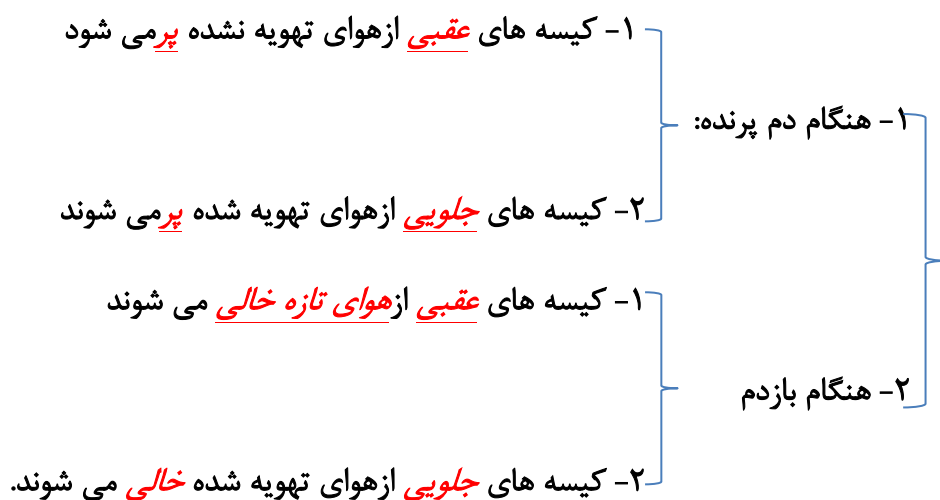 ۱- هنگام دم پرنده:
۱- کیسه های عقبی ازهوای تهویه نشده پرمی شود
۲- کیسه های جلویی ازهوای تهویه شده پرمی شوند
۲- هنگام بازدم
۱- کیسه های عقبی ازهوای تازه خالی می شوند
۲- کیسه های جلویی ازهوای تهویه شده خالی می شوند.